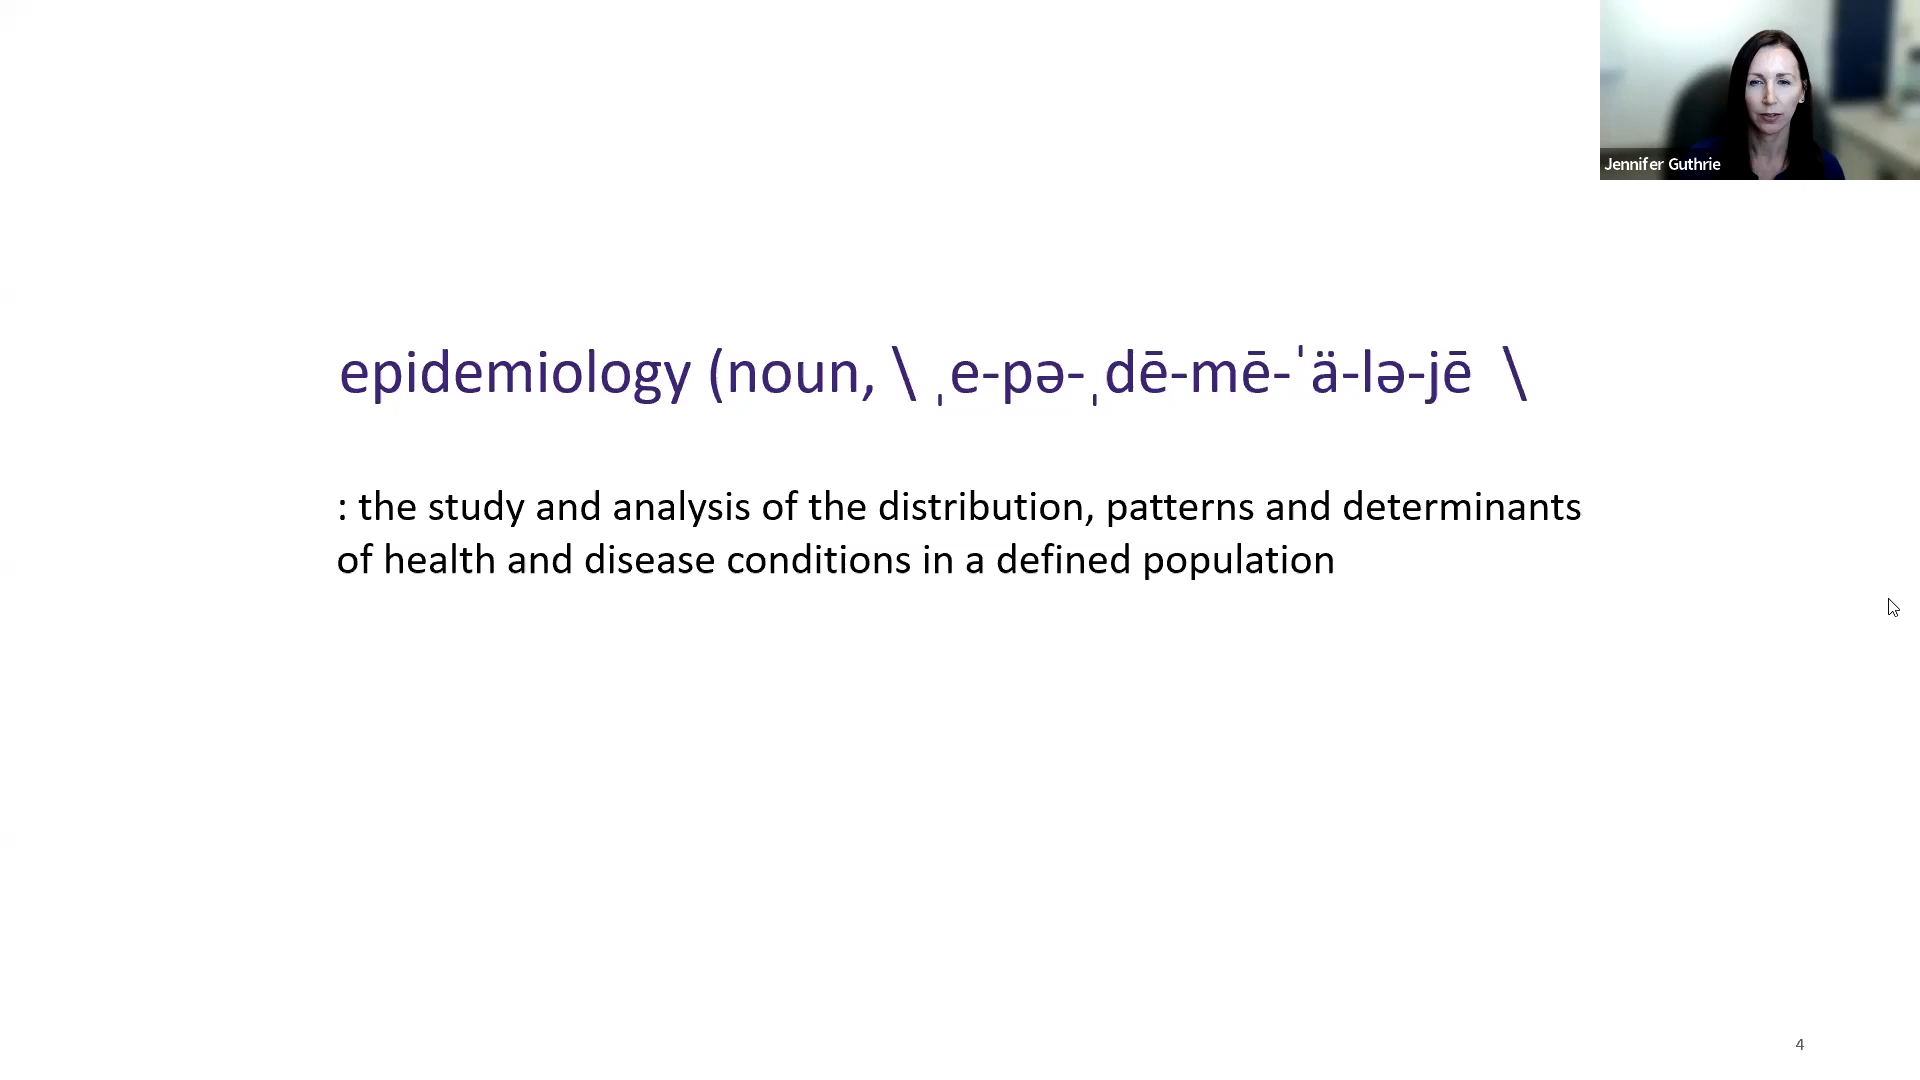 Jennifer Guthrie
epidemiology (noun, \ ˌe-pə-ˌdē-mē-ˈä-lə-jē \
: the study and analysis of the distribution, patterns and determinants
of health and disease conditions in a defined population
4